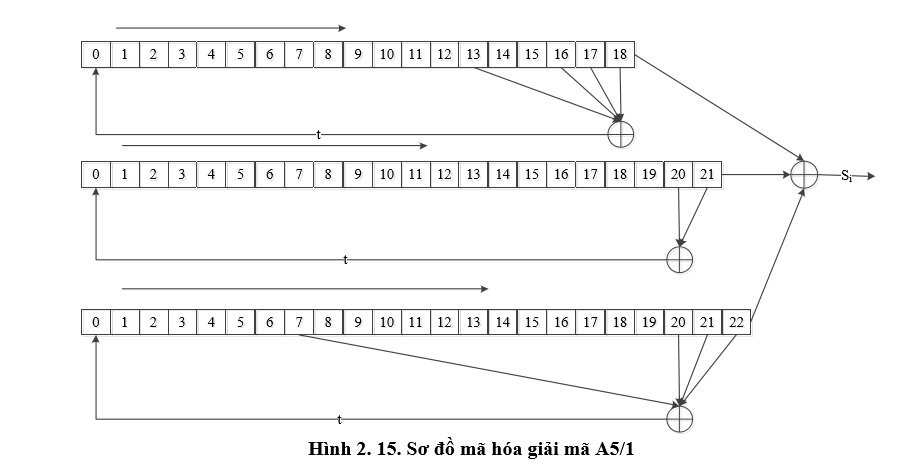 0 1 2 3 4 5 6 7 8 9 10 11 12 13 14 15 16 17 18
t
0 1 2 3 4 5 6 7 8 9 10 11 12 13 14 15 16 17 18 19 20 21
Si
t
0 1 2 3 4 5 6 7 8 9 10 11 12 13 14 15 16 17 18 19 20 21 22
t
Hình 2. 15. Sơ đồ mã hóa giải mã A5/1